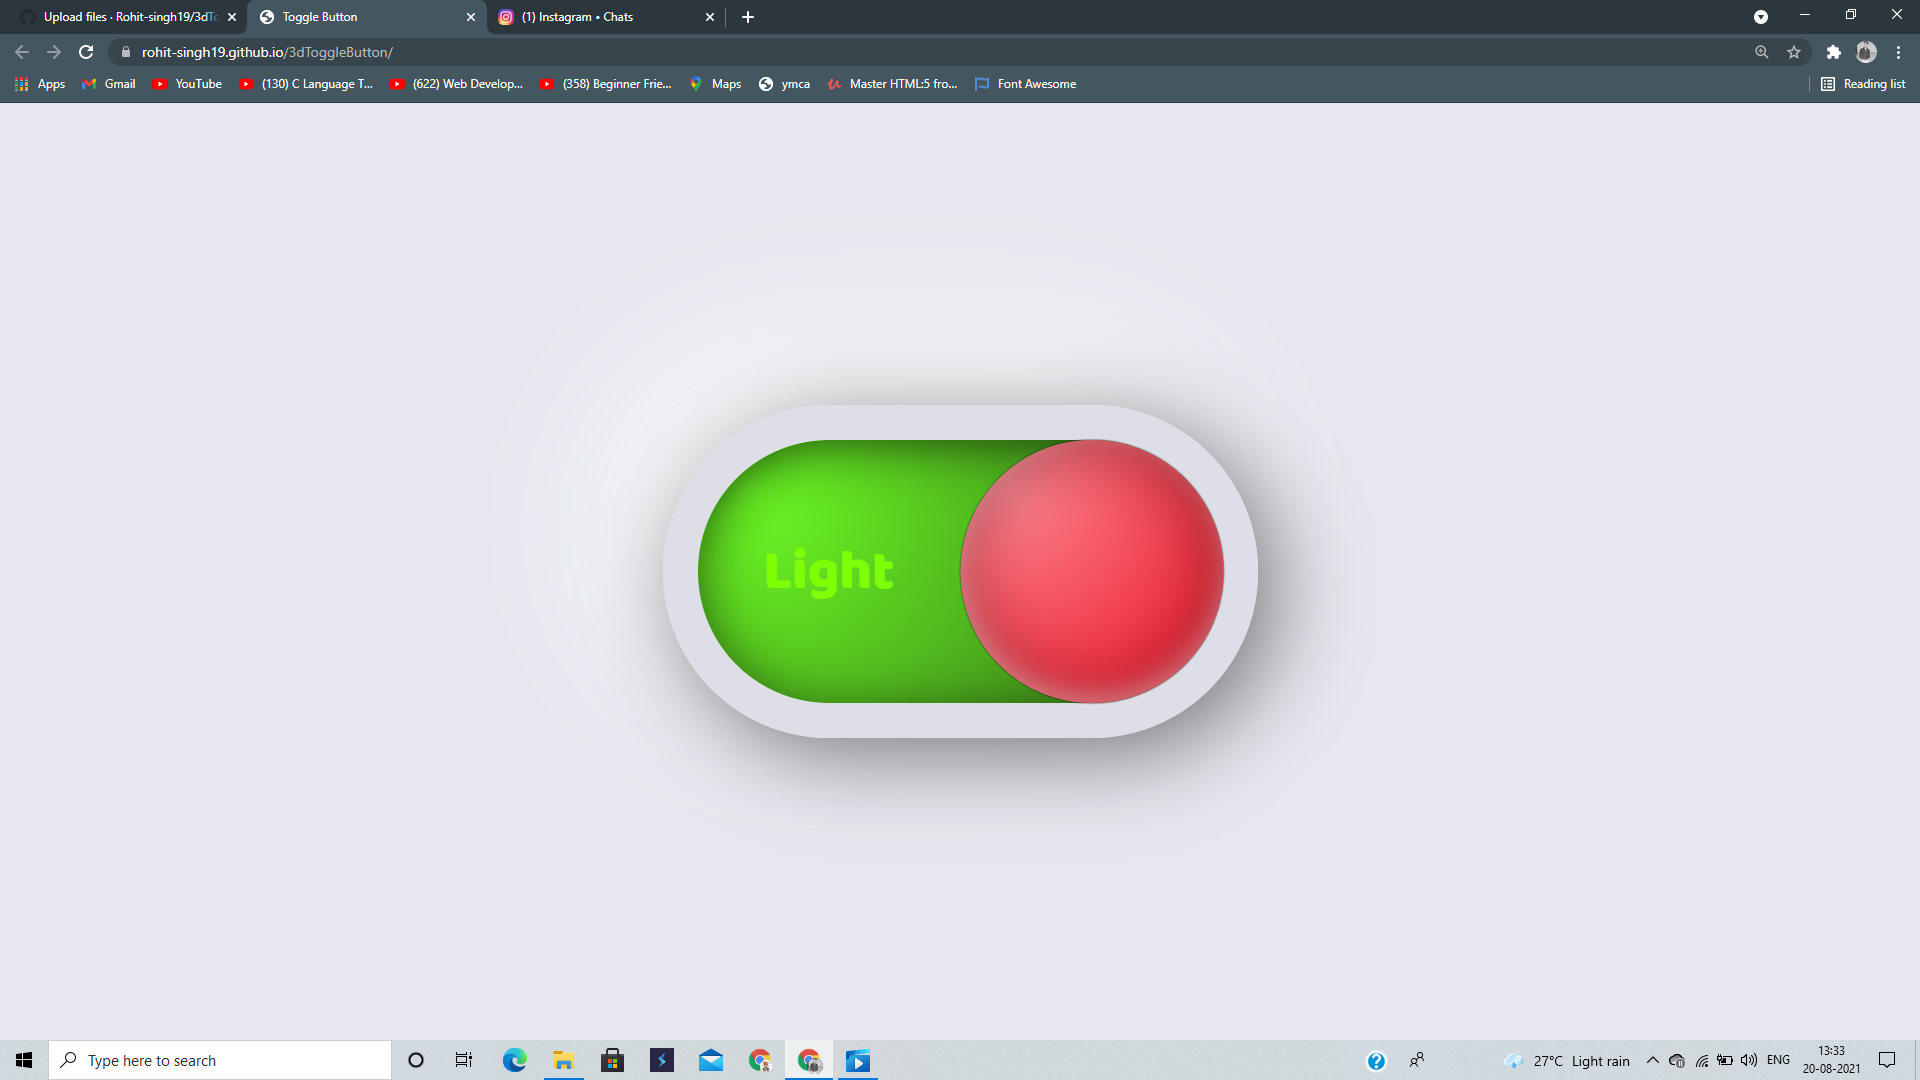 Upload files · Rohit-singh19/3dTo
Toggle Button
(1) Instagram • Chats
rohit-singh19.github.io/3dToggleButton/
Apps
Gmail
YouTube
(130) C Language T...
(622) Web Develop...
(358) Beginner Frie...
Maps
ymca
Master HTML:5 fro...
Font Awesome
Reading list
Light
Type here to search
27°C Light rain
ENG
13:33
20-08-2021